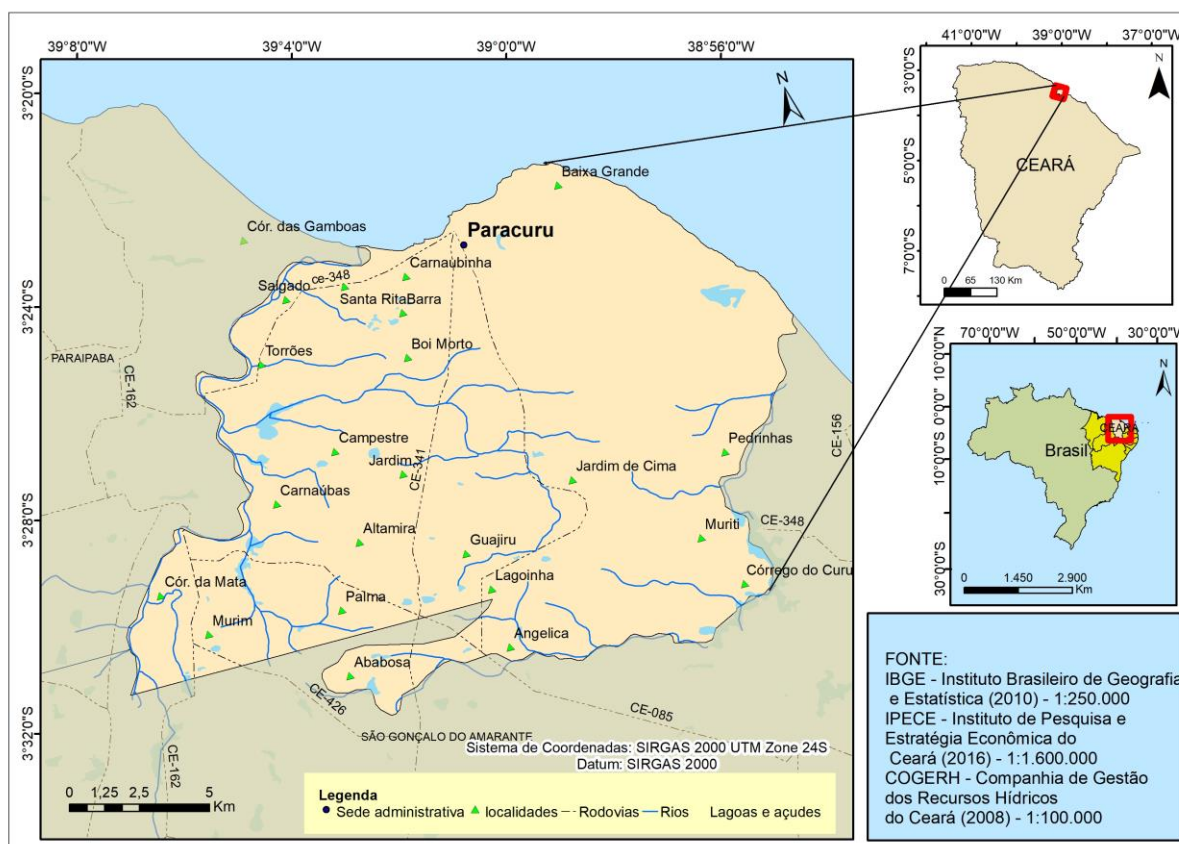 39°8'0"W 39°4'0"W 39°0'0"W 38°56'0"W
3°20'0"S
3°24'0"S
3°28'0"S
3°32'0"S
N
Baixa Grande
Cór. das Gamboas
Paracuru
Carnaubinha
ce-348
Salgado
Santa RitaBarra
Boi Morto
Torrões
PARAIPABA
CE-162
CE-156
Campestre
Pedrinhas
Jardim
CE-341
Jardim de Cima
Carnaúbas
CE-348
Altamira
Muriti
Guajiru
Cór. da Mata
Lagoinha
Córrego do Curu
Palma
Murim
Angelica
Ababosa
CE-426
CE-085
SÃO GONÇALO DO AMARANTE
CE-162
Sistema de Coordenadas: SIRGAS 2000 UTM Zone 24S
Datum: SIRGAS 2000
0 1,25 2,5 5
Km
Legenda
Sede administrativa localidades Rodovias Rios Lagoas e açudes
41°0'0"W 39°0'0"W 37°0'0"W
3°0'0"S
5°0'0"S
7°0'0"S
N
CEARÁ
0 65 130 Km
70°0'0"W 50°0'0"W 30°0'0"W
10°0'0"N
0°0'0"
10°0'0"S
30°0'0"S
N
CEARÁ
Brasil
0 1.450 2.900
Km
FONTE:
IBGE - Instituto Brasileiro de Geografia
e Estatística (2010) - 1:250.000
IPECE - Instituto de Pesquisa e
Estratégia Econômica do
Ceará (2016) - 1:1.600.000
COGERH - Companhia de Gestão
dos Recursos Hídricos
do Ceará (2008) - 1:100.000